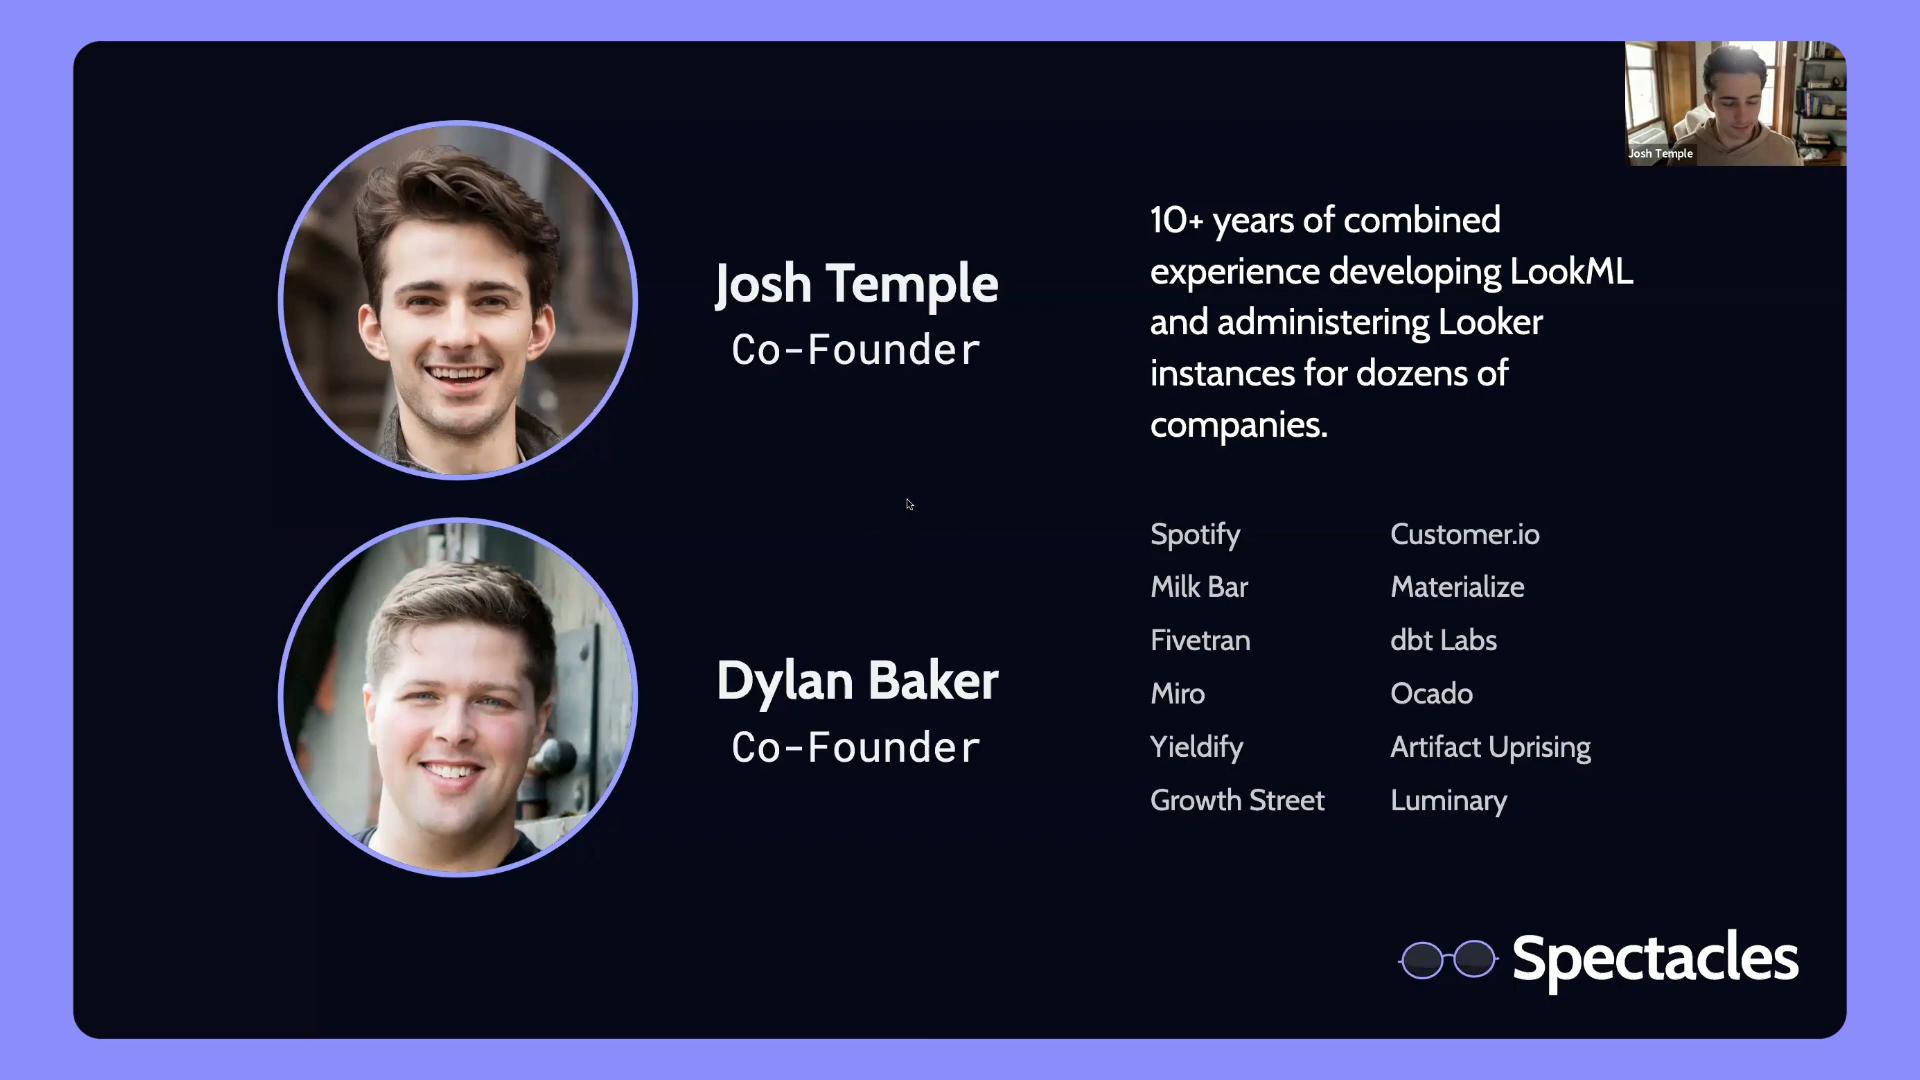 Josh Temple
Josh Temple
Co-Founder
10+ years of combined
experience developing LookML
and administering Looker
instances for dozens of
companies.
Dylan Baker
Co-Founder
Spotify
Customer.io
Milk Bar
Materialize
Fivetran
dbt Labs
Miro
Ocado
Yieldify
Artifact Uprising
Growth Street
Luminary
Spectacles